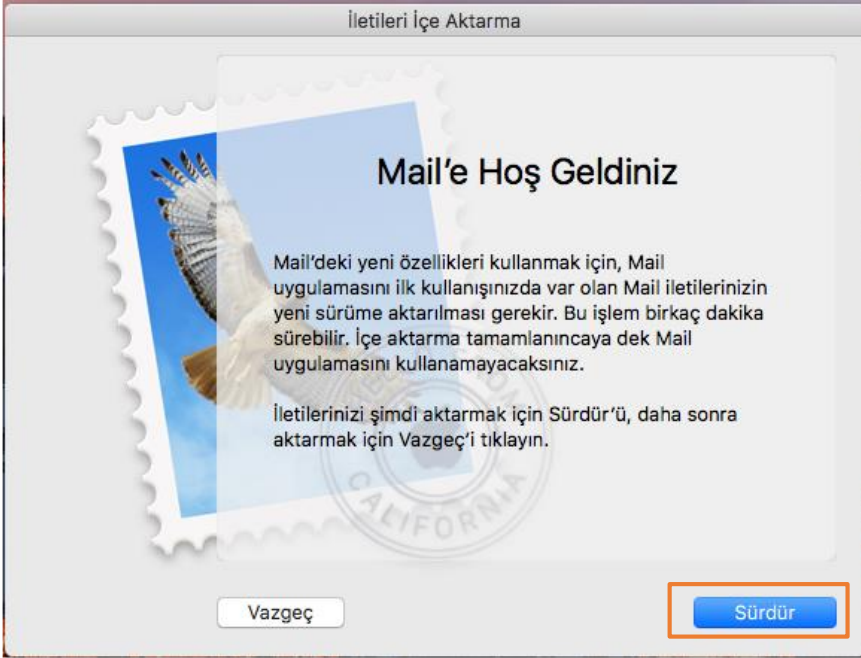 İletileri İçe Aktarma
Mail'e Hoş Geldiniz
Mail'deki yeni özellikleri kullanmak için, Mail
uygulamasını ilk kullanışınızda var olan Mail iletilerinizin
yeni sürüme aktarılması gerekir. Bu işlem birkaç dakika
sürebilir. İçe aktarma tamamlanıncaya dek Mail
uygulamasını kullanamayacaksınız.
İletilerinizi şimdi aktarmak için Sürdür'ü, daha sonra
aktarmak için Vazgeç'i tıklayın.
CALIFORNIA
Vazgeç
Sürdür